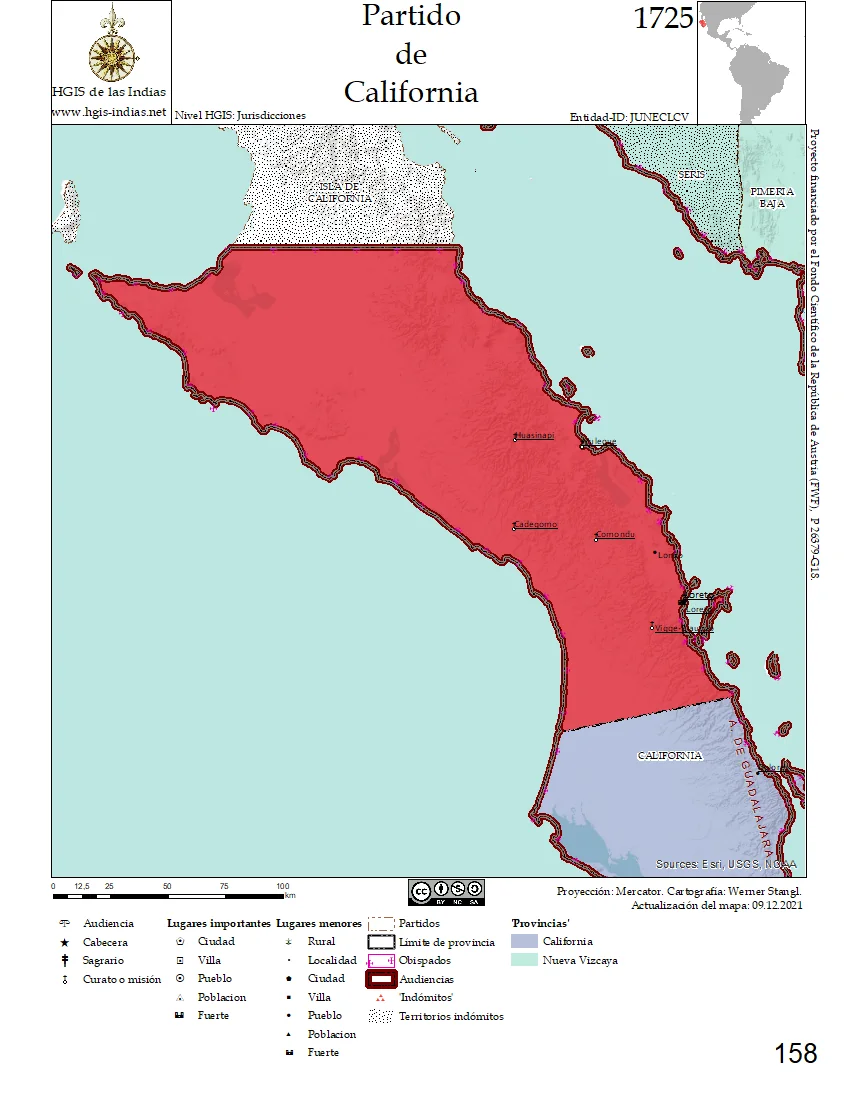 Partido
de
California
1725
HGIS de las Indias
www.hgis-indias.net
Nivel HGIS: Jurisdicciones
Entidad-ID: JUNECLCV
Proyecto financiado por el Fondo Científico de la República de Austria (FWF), P 26379-G18.
ISLA DE
CALIFORNIA
SERIS
PIMERIA
BAJA
Huasinapi
Cadegomo
Comondu
Loreto
CALIFORNIA
A. DE GUADALAJARA
Sources: Esri, USGS, NOAA
0 12,5 25 50 75 100
km
CC BY NC SA
Proyección: Mercator. Cartografía: Werner Stangl.
Actualización del mapa: 09.12.2021
Audiencia
Cabecera
Sagrario
Curato o misión
Lugares importantes
Ciudad
Villa
Pueblo
Poblacion
Fuerte
Lugares menores
Rural
Localidad
Ciudad
Villa
Pueblo
Poblacion
Fuerte
Partidos
Límite de provincia
Obispados
Audiencias
'Indómitos'
Territorios indómitos
'Provincias'
California
Nueva Vizcaya
158